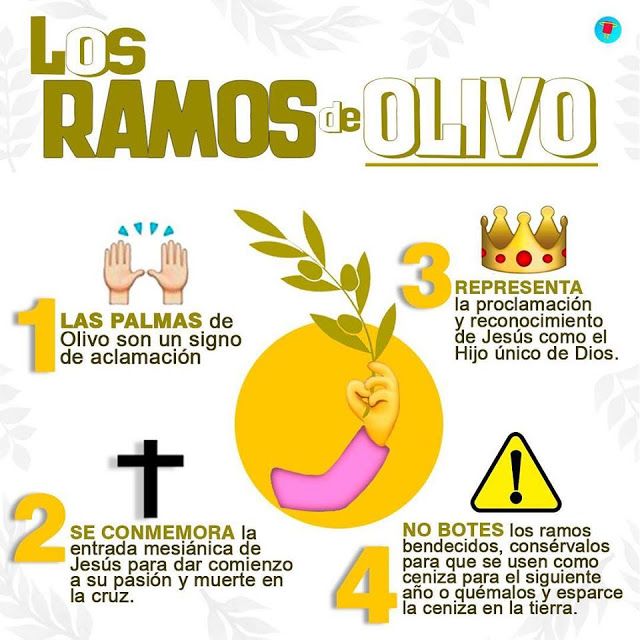 LOS
RAMOS de OLIVO
1
LAS PALMAS de
Olivo son un signo
de aclamación
2
SE CONMEMORA la
entrada mesiánica de
Jesús para dar comienzo
a su pasión y muerte en
la cruz.
3
REPRESENTA
la proclamación
y reconocimiento
de Jesús como el
Hijo único de Dios.
4
NO BOTES los ramos
bendecidos, consérvalos
para que se usen como
ceniza para el siguiente
año o quémalos y esparce
la ceniza en la tierra.